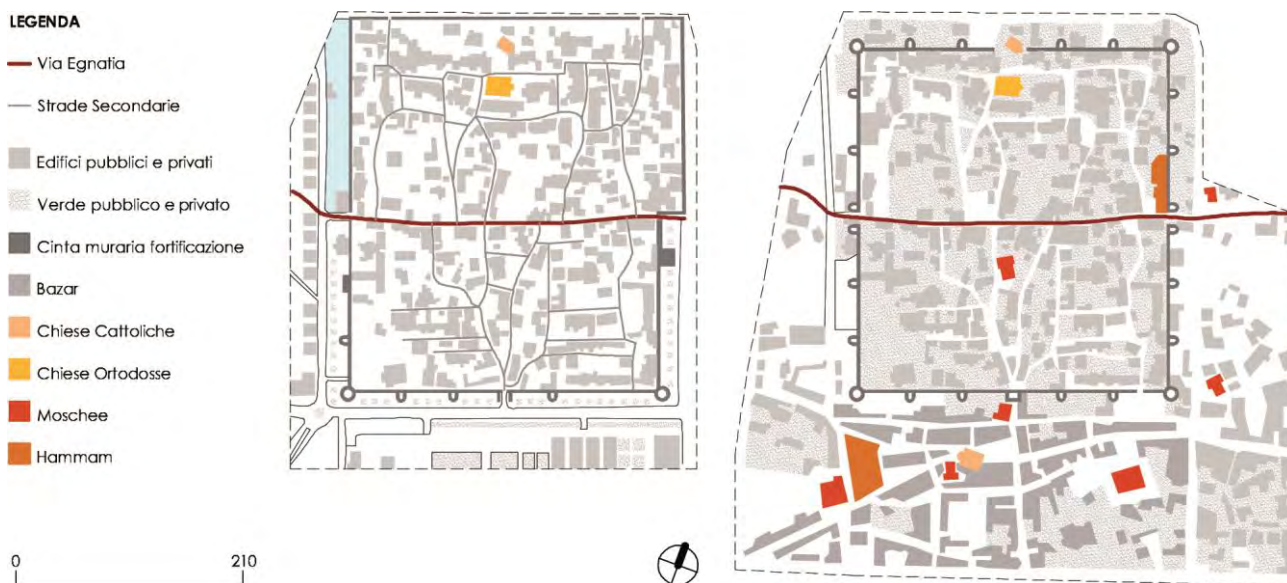 LEGENDA
Via Egnatia
Strade Secondarie
Edifici pubblici e privati
Verde pubblico e privato
Cinta muraria fortificazione
Bazar
Chiese Cattoliche
Chiese Ortodosse
Moschee
Hammam
0 210